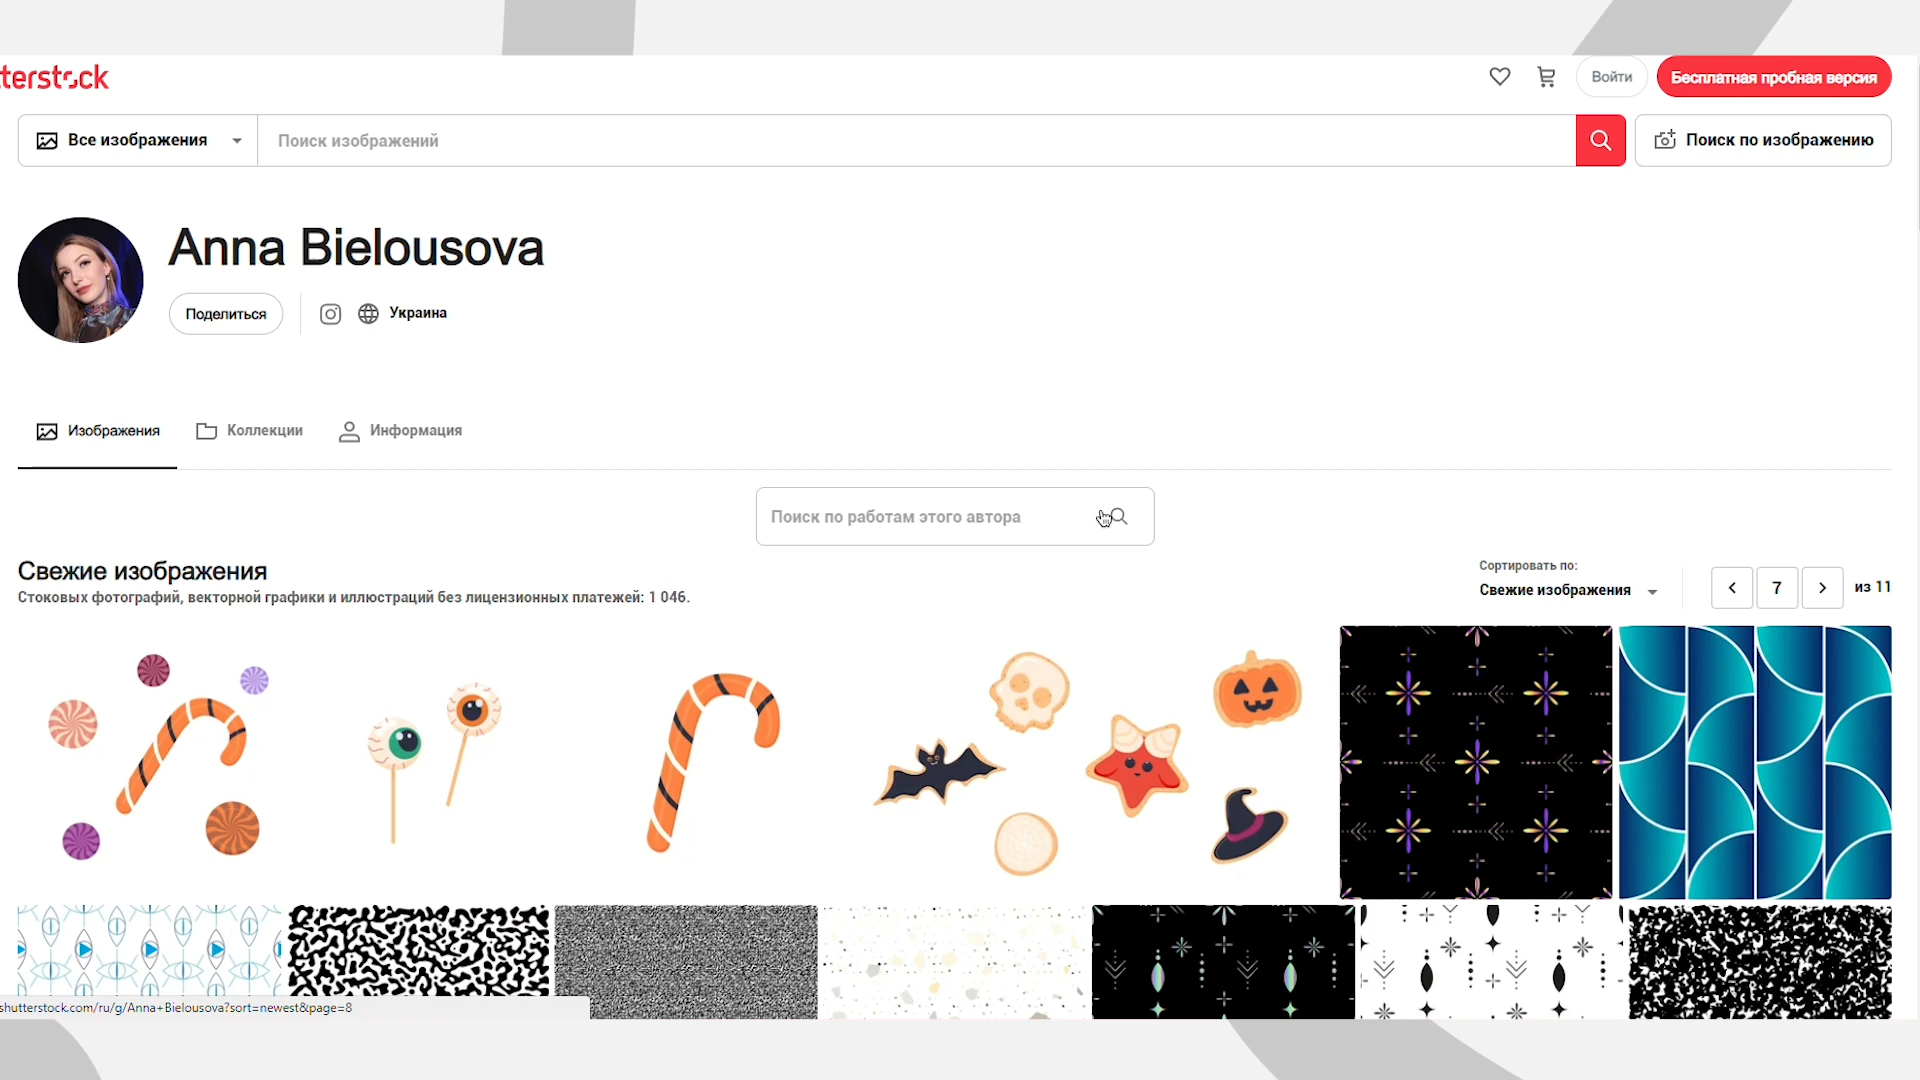 terstock
Войти
Бесплатная пробная версия
Все изображения
Поиск изображений
Поиск по изображению
Anna Bielousova
Поделиться
Украина
Изображения
Коллекции
Информация
Поиск по работам этого автора
Свежие изображения
Стоковых фотографий, векторной графики и иллюстраций без лицензионных платежей: 1 046.
Сортировать по:
Свежие изображения
7
из 11
shutterstock.com/ru/g/Anna+Bielousova?sort=newest&page=8